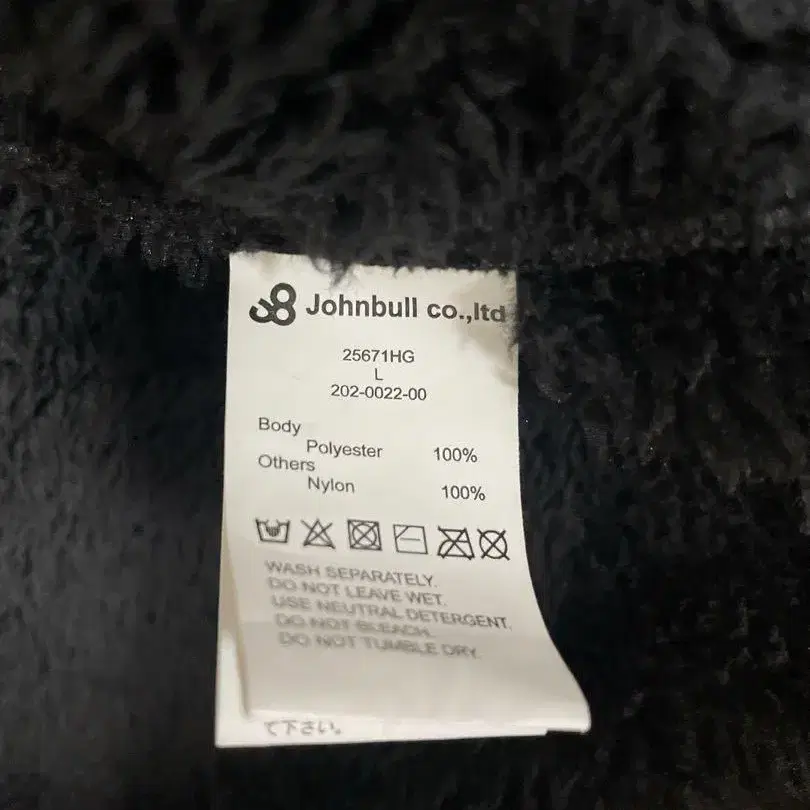 Johnbull co.,ltd
25671HG
L
202-0022-00
Body
Polyester 100%
Others
Nylon 100%
WASH SEPARATELY.
DO NOT LEAVE WET.
USE NEUTRAL DETERGENT.
DO NOT BLEACH.
DO NOT TUMBLE DRY.
て下さい。